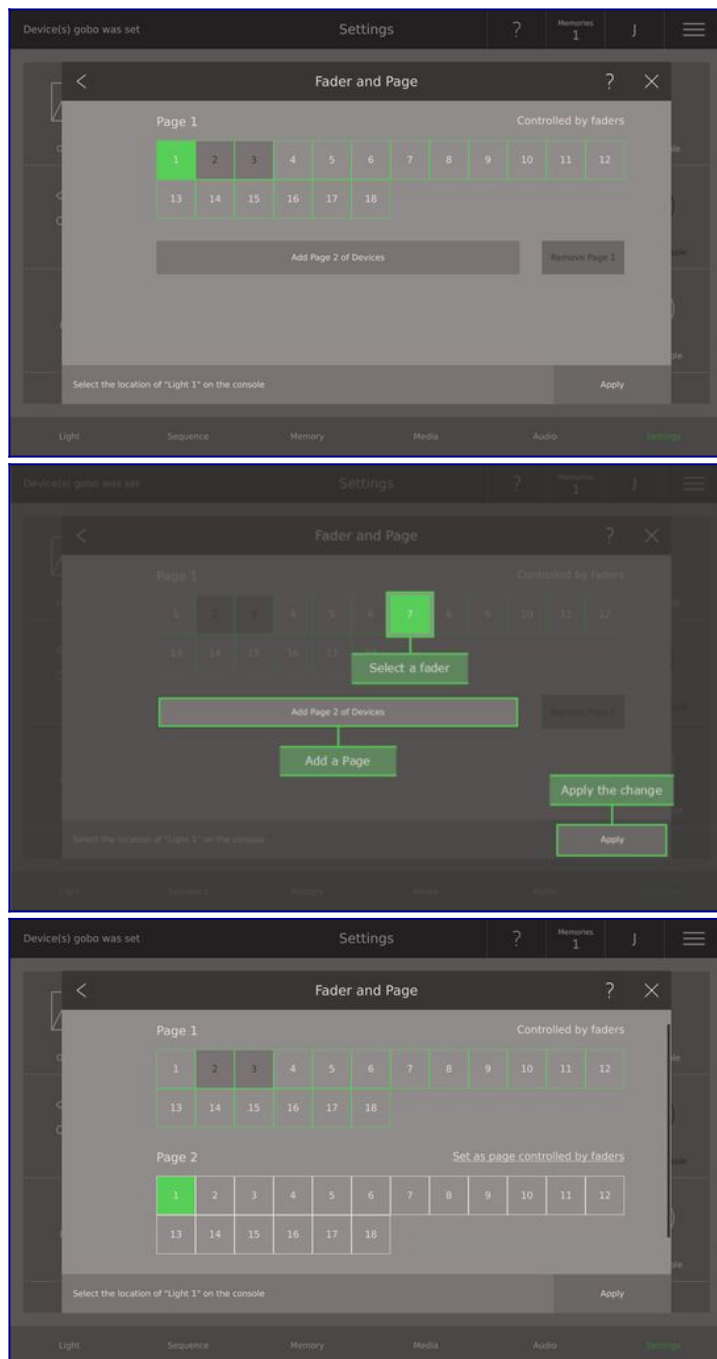 Device(s) gobo was set Settings ? Memories 1 J
Fader and Page ?
Page 1 Controlled by faders
1 2 3 4 5 6 7 8 9 10 11 12
13 14 15 16 17 18
Add Page 2 of Devices Remove Page 1
Select the location of "Light 1" on the console Apply
Light Sequence Memory Media Audio Settings
Device(s) gobo was set Settings ? Memories 1 J
Fader and Page ?
Page 1 Controlled by faders
1 2 3 4 5 6 7 8 9 10 11 12
13 14 15 16 17
Select a fader
Add Page 2 of Devices Remove Page 1
Add a Page
Apply the change
Select the location of "Light 1" on the console Apply
Light Sequence Memory Media Audio Settings
Device(s) gobo was set Settings ? Memories 1 J
Fader and Page ?
Page 1 Controlled by faders
1 2 3 4 5 6 7 8 9 10 11 12
13 14 15 16 17 18
Page 2 Set as page controlled by faders
1 2 3 4 5 6 7 8 9 10 11 12
13 14 15 16 17 18
Select the location of "Light 1" on the console Apply
Light Sequence Memory Media Audio Settings